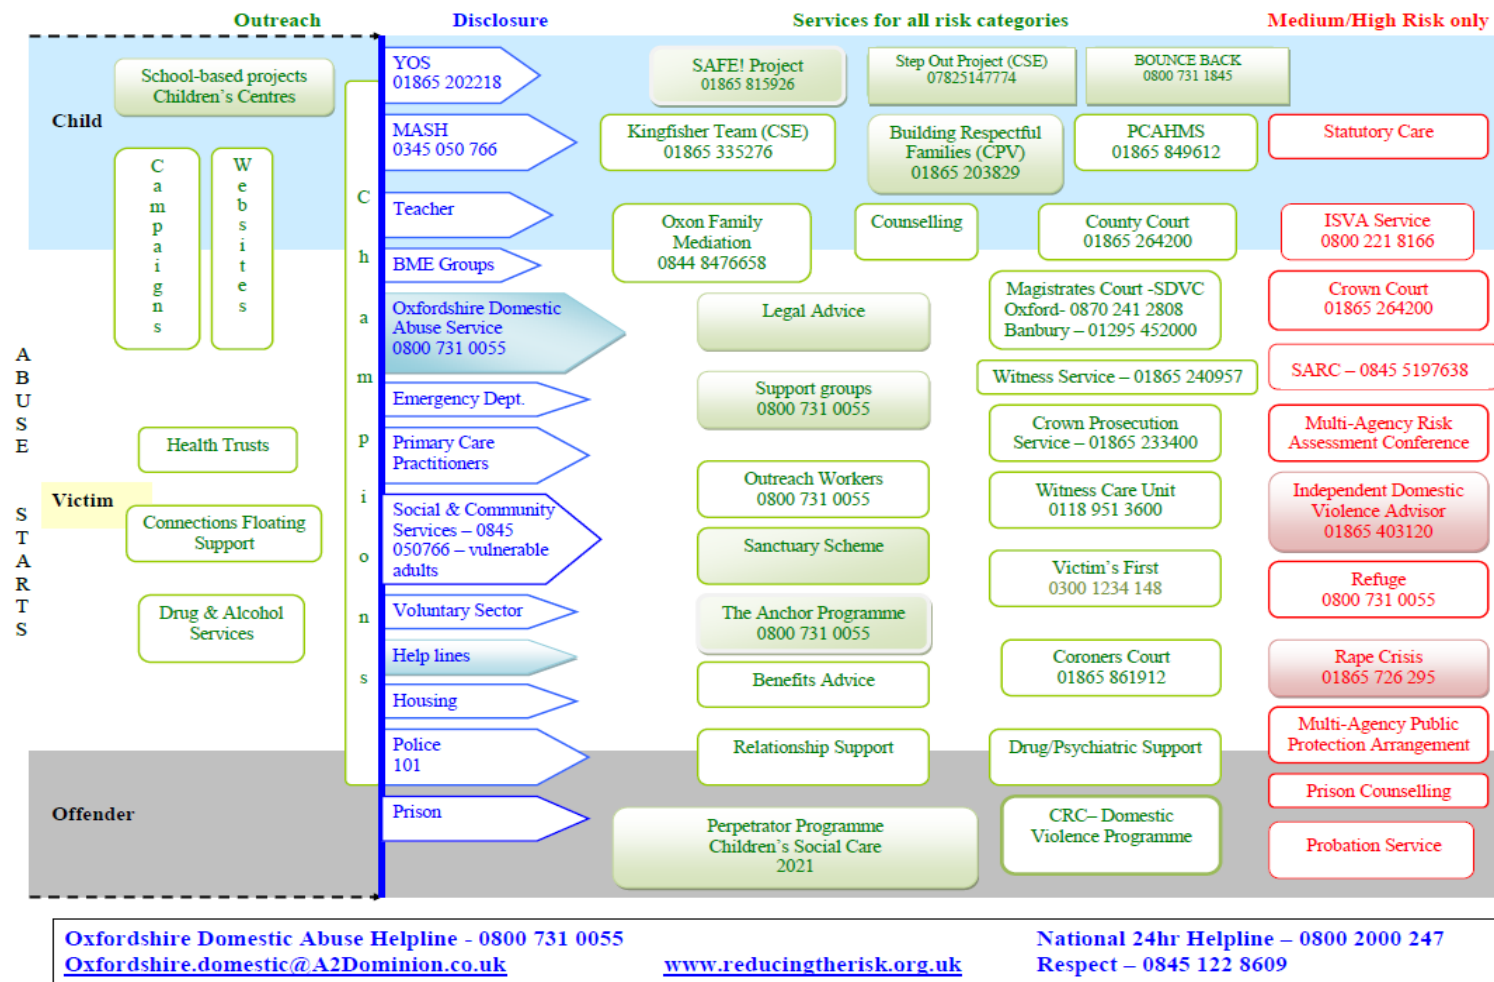 Outreach
Disclosure
Services for all risk categories
Medium/High Risk only
ABUSE STARTS
Child
Victim
Offender
School-based projects
Children's Centres
Campaigns
Websites
Health Trusts
Connections Floating
Support
Drug & Alcohol
Services
Champions
YOS
01865 202218
MASH
0345 050 766
Teacher
BME Groups
Oxfordshire Domestic
Abuse Service
0800 731 0055
Emergency Dept.
Primary Care
Practitioners
Social & Community
Services – 0845
050766 – vulnerable
adults
Voluntary Sector
Help lines
Housing
Police
101
Prison
SAFE! Project
01865 815926
Step Out Project (CSE)
07825147774
BOUNCE BACK
0800 731 1845
Kingfisher Team (CSE)
01865 335276
Building Respectful
Families (CPV)
01865 203829
PCAHMS
01865 849612
Oxon Family
Mediation
0844 8476658
Counselling
County Court
01865 264200
Legal Advice
Support groups
0800 731 0055
Outreach Workers
0800 731 0055
Sanctuary Scheme
The Anchor Programme
0800 731 0055
Benefits Advice
Relationship Support
Perpetrator Programme
Children's Social Care
2021
Magistrates Court -SDVC
Oxford- 0870 241 2808
Banbury – 01295 452000
Witness Service – 01865 240957
Crown Prosecution
Service – 01865 233400
Witness Care Unit
0118 951 3600
Victim's First
0300 1234 148
Coroners Court
01865 861912
Drug/Psychiatric Support
CRC– Domestic
Violence Programme
Statutory Care
ISVA Service
0800 221 8166
Crown Court
01865 264200
SARC – 0845 5197638
Multi-Agency Risk
Assessment Conference
Independent Domestic
Violence Advisor
01865 403120
Refuge
0800 731 0055
Rape Crisis
01865 726 295
Multi-Agency Public
Protection Arrangement
Prison Counselling
Probation Service
Oxfordshire Domestic Abuse Helpline - 0800 731 0055
National 24hr Helpline – 0800 2000 247
Oxfordshire.domestic@A2Dominion.co.uk
www.reducingtherisk.org.uk
Respect – 0845 122 8609